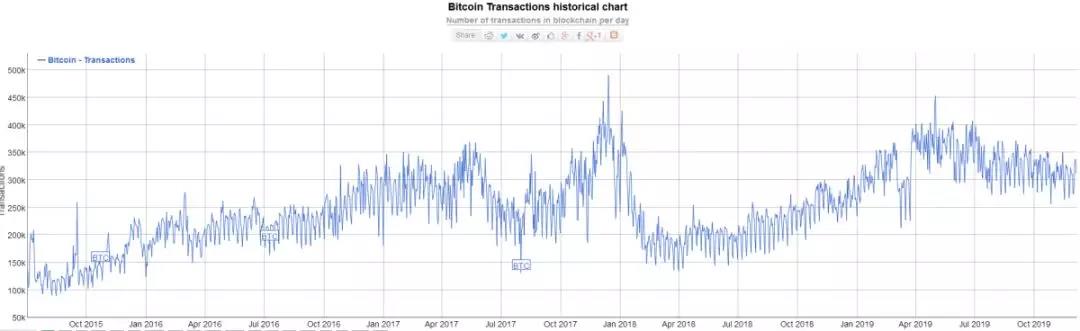 Bitcoin Transactions historical chart
Number of transactions in blockchain per day
Share:
+1
Bitcoin - Transactions
500k
450k
400k
350k
300k
250k
200k
150k
100k
50k
Transactions
BTC
BTC
BTC
Oct 2015
Jan 2016
Apr 2016
Jul 2016
Oct 2016
Jan 2017
Apr 2017
Jul 2017
Oct 2017
Jan 2018
Apr 2018
Jul 2018
Oct 2018
Jan 2019
Apr 2019
Jul 2019
Oct 2019